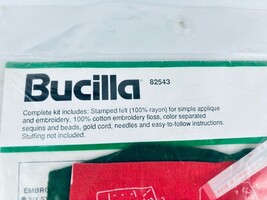 Bucilla® 82543
Complete kit includes: Stamped felt (100% rayon) for simple applique
and embroidery, 100% cotton embroidery floss, color separated
sequins and beads, gold cord, needles and easy-to-follow instructions.
Stuffing not included.
EMBRO